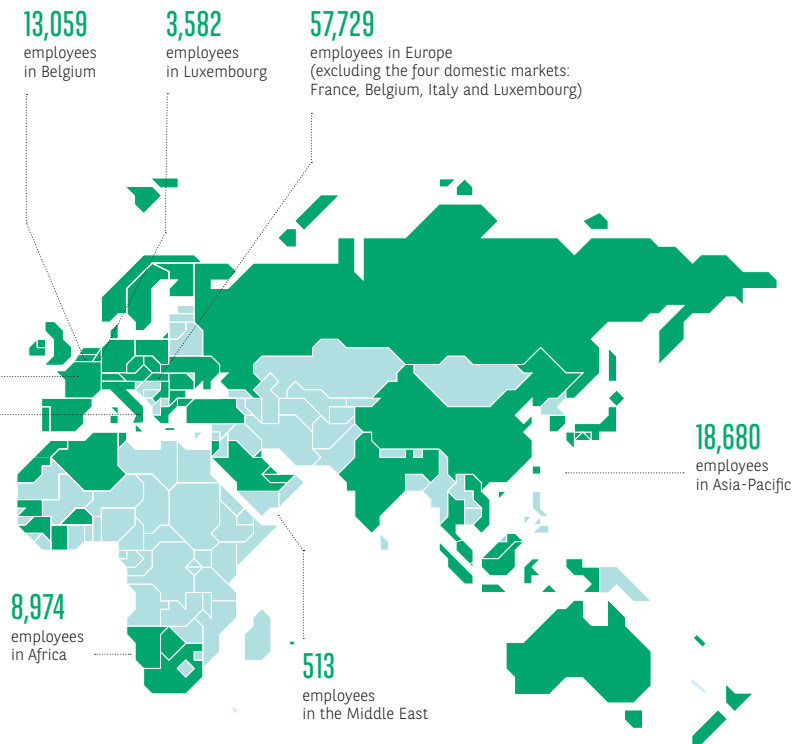 13,059
employees
in Belgium
3,582
employees
in Luxembourg
57,729
employees in Europe
(excluding the four domestic markets:
France, Belgium, Italy and Luxembourg)
18,680
employees
in Asia-Pacific
8,974
employees
in Africa
513
employees
in the Middle East